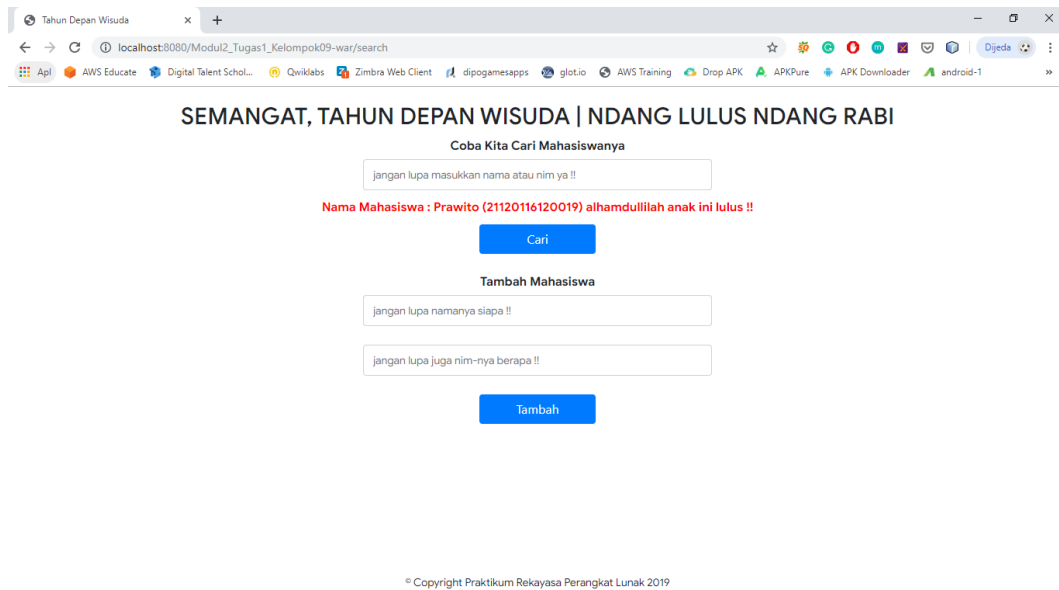 Tahun Depan Wisuda
localhost:8080/Modul2_Tugas1_Kelompok09-war/search
Dijeda
Apl AWS Educate Digital Talent Schol... Qwiklabs Zimbra Web Client dipogamesapps glot.io AWS Training Drop APK APKPure APK Downloader android-1 »
SEMANGAT, TAHUN DEPAN WISUDA | NDANG LULUS NDANG RABI
Coba Kita Cari Mahasiswanya
jangan lupa masukkan nama atau nim ya !!
Nama Mahasiswa : Prawito (21120116120019) alhamdullilah anak ini lulus !!
Cari
Tambah Mahasiswa
jangan lupa namanya siapa !!
jangan lupa juga nim-nya berapa !!
Tambah
© Copyright Praktikum Rekayasa Perangkat Lunak 2019